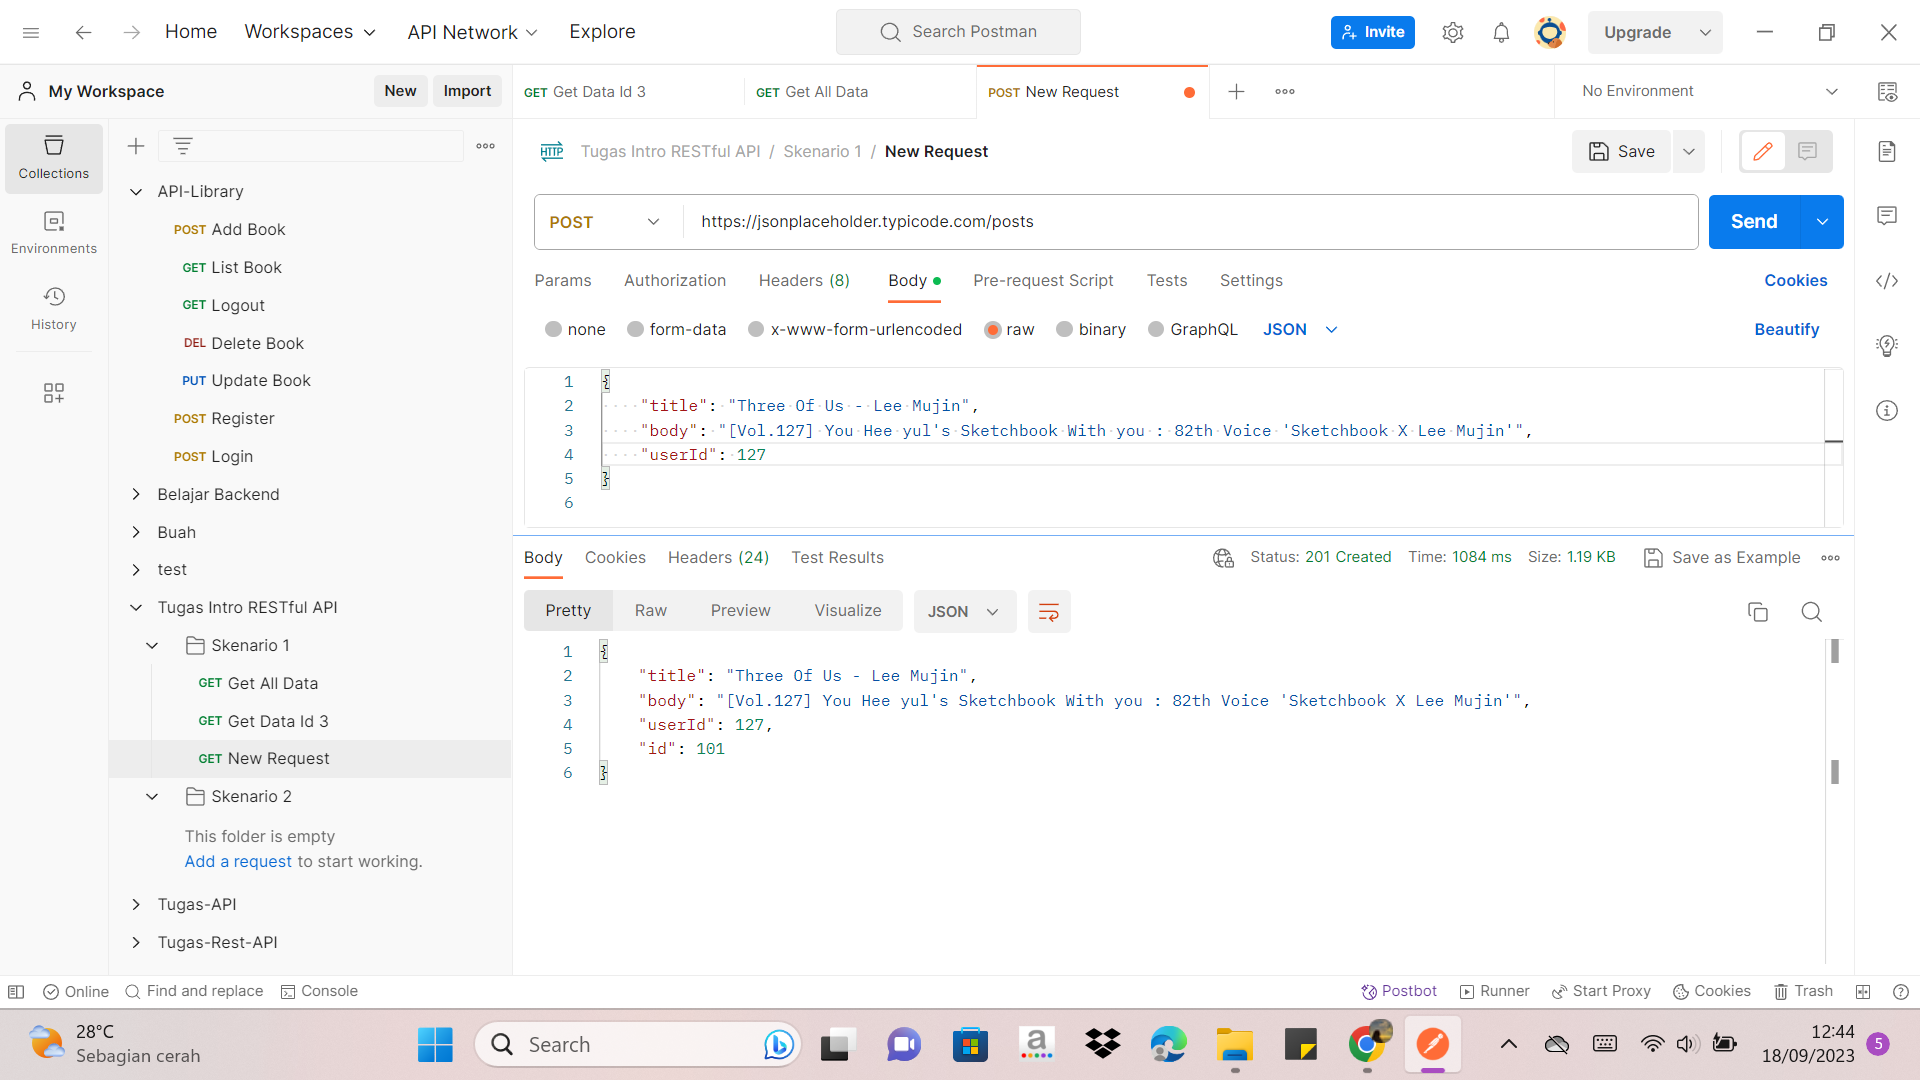 Home
Workspaces
API Network
Explore
Search Postman
Invite
Upgrade
My Workspace
New
Import
GET Get Data Id 3
GET Get All Data
POST New Request
No Environment
Collections
Environments
History
API-Library
POST Add Book
GET List Book
GET Logout
DEL Delete Book
PUT Update Book
POST Register
POST Login
Belajar Backend
Buah
test
Tugas Intro RESTful API
Skenario 1
GET Get All Data
GET Get Data Id 3
GET New Request
Skenario 2
This folder is empty
Add a request to start working.
Tugas-API
Tugas-Rest-API
HTTP Tugas Intro RESTful API / Skenario 1 / New Request
Save
POST
https://jsonplaceholder.typicode.com/posts
Send
Params
Authorization
Headers (8)
Body
Pre-request Script
Tests
Settings
Cookies
none
form-data
x-www-form-urlencoded
raw
binary
GraphQL
JSON
Beautify
1 {
2 "title": "Three Of Us - Lee Mujin",
3 "body": "[Vol.127] You Hee yul's Sketchbook With you : 82th Voice 'Sketchbook X Lee Mujin'",
4 "userId": 127
5 }
6
Body
Cookies
Headers (24)
Test Results
Status: 201 Created
Time: 1084 ms
Size: 1.19 KB
Save as Example
Pretty
Raw
Preview
Visualize
JSON
1 {
2 "title": "Three Of Us - Lee Mujin",
3 "body": "[Vol.127] You Hee yul's Sketchbook With you : 82th Voice 'Sketchbook X Lee Mujin'",
4 "userId": 127,
5 "id": 101
6 }
Online
Find and replace
Console
Postbot
Runner
Start Proxy
Cookies
Trash
28°C
Sebagian cerah
Search
a
12:44
18/09/2023
5